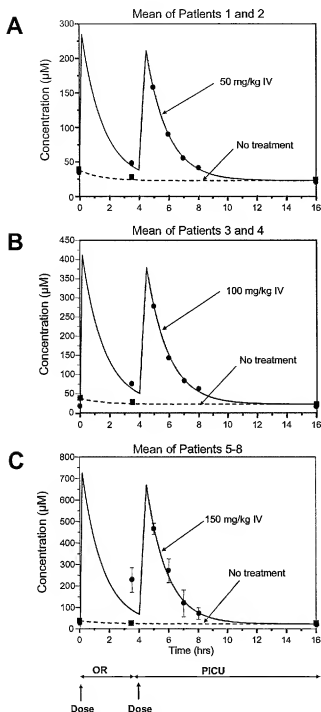 A
Mean of Patients 1 and 2
Concentration (µM)
300
250
200
150
100
50
0
50 mg/kg IV
No treatment
0 2 4 6 8 10 12 14 16
B
Mean of Patients 3 and 4
Concentration (µM)
450
400
350
300
250
200
150
100
50
0
100 mg/kg IV
No treatment
0 2 4 6 8 10 12 14 16
C
Mean of Patients 5-8
Concentration (µM)
800
700
600
500
400
300
200
100
0
150 mg/kg IV
No treatment
0 2 4 6 8 10 12 14 16
Time (hrs)
OR PICU
Dose Dose